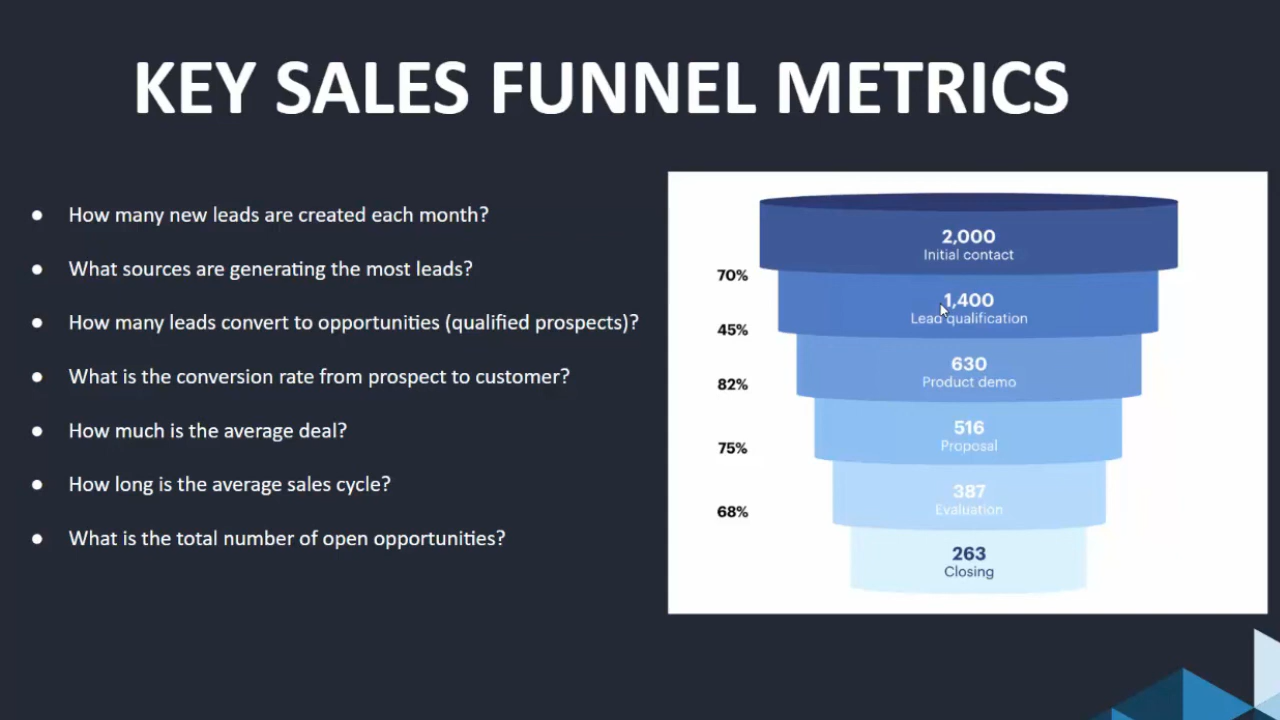 KEY SALES FUNNEL METRICS
● How many new leads are created each month?
● What sources are generating the most leads?
● How many leads convert to opportunities (qualified prospects)?
● What is the conversion rate from prospect to customer?
● How much is the average deal?
● How long is the average sales cycle?
● What is the total number of open opportunities?
2,000
Initial contact
70%
1,400
Lead qualification
45%
630
Product demo
82%
516
Proposal
75%
387
Evaluation
68%
263
Closing